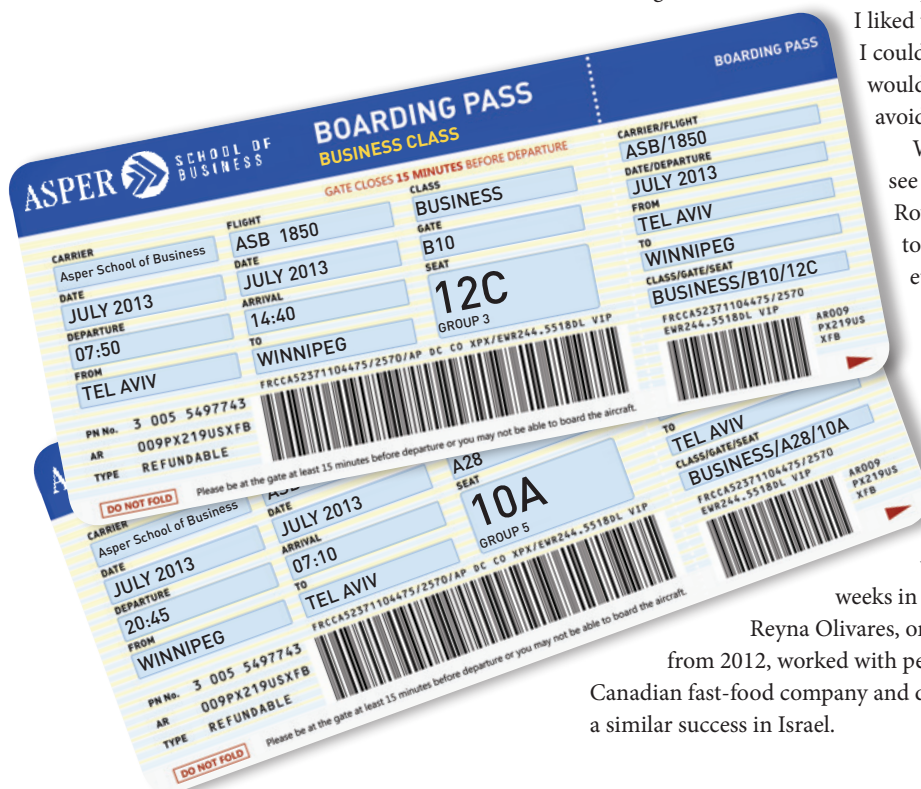 I liked
I could
would
avoid
see
to
weeks in
Reyna Olivares, or
from 2012, worked with pe
Canadian fast-food company and d
a similar success in Israel.
ASPER SCHOOL OF BUSINESS
BOARDING PASS
BUSINESS CLASS
GATE CLOSES 15 MINUTES BEFORE DEPARTURE
CARRIER
Asper School of Business
DATE
JULY 2013
DEPARTURE
07:50
FROM
TEL AVIV
FLIGHT
ASB 1850
DATE
JULY 2013
ARRIVAL
14:40
TO
WINNIPEG
CLASS
BUSINESS
GATE
B10
SEAT
12C
GROUP 3
FRCCA52371104475/2570/AP DC CO XPX/EWR244.5518DL VIP
PN No. 3 005 5497743
AR 009PX219USXFB
TYPE REFUNDABLE
DO NOT FOLD
Please be at the gate at least 15 minutes before departure or you may not be able to board the aircraft.
BOARDING PASS
CARRIER/FLIGHT
ASB/1850
DATE/DEPARTURE
JULY 2013
FROM
TEL AVIV
TO
WINNIPEG
CLASS/GATE/SEAT
BUSINESS/B10/12C
FRCCA52371104475/2570
EWR244.5518DL VIP
AR009
PX219US
XFB
CARRIER
Asper School of Business
DATE
JULY 2013
DEPARTURE
20:45
FROM
WINNIPEG
DATE
JULY 2013
ARRIVAL
07:10
TO
TEL AVIV
A28
SEAT
10A
GROUP 5
FRCCA52371104475/2570/AP DC CO XPX/EWR244.5518DL VIP
PN No. 3 005 5497743
AR 009PX219USXFB
TYPE REFUNDABLE
DO NOT FOLD
Please be at the gate at least 15 minutes before departure or you may not be able to board the aircraft.
TO
TEL AVIV
CLASS/GATE/SEAT
BUSINESS/A28/10A
FRCCA52371104475/2570
EWR244.5518DL VIP
AR009
PX219US
XFB